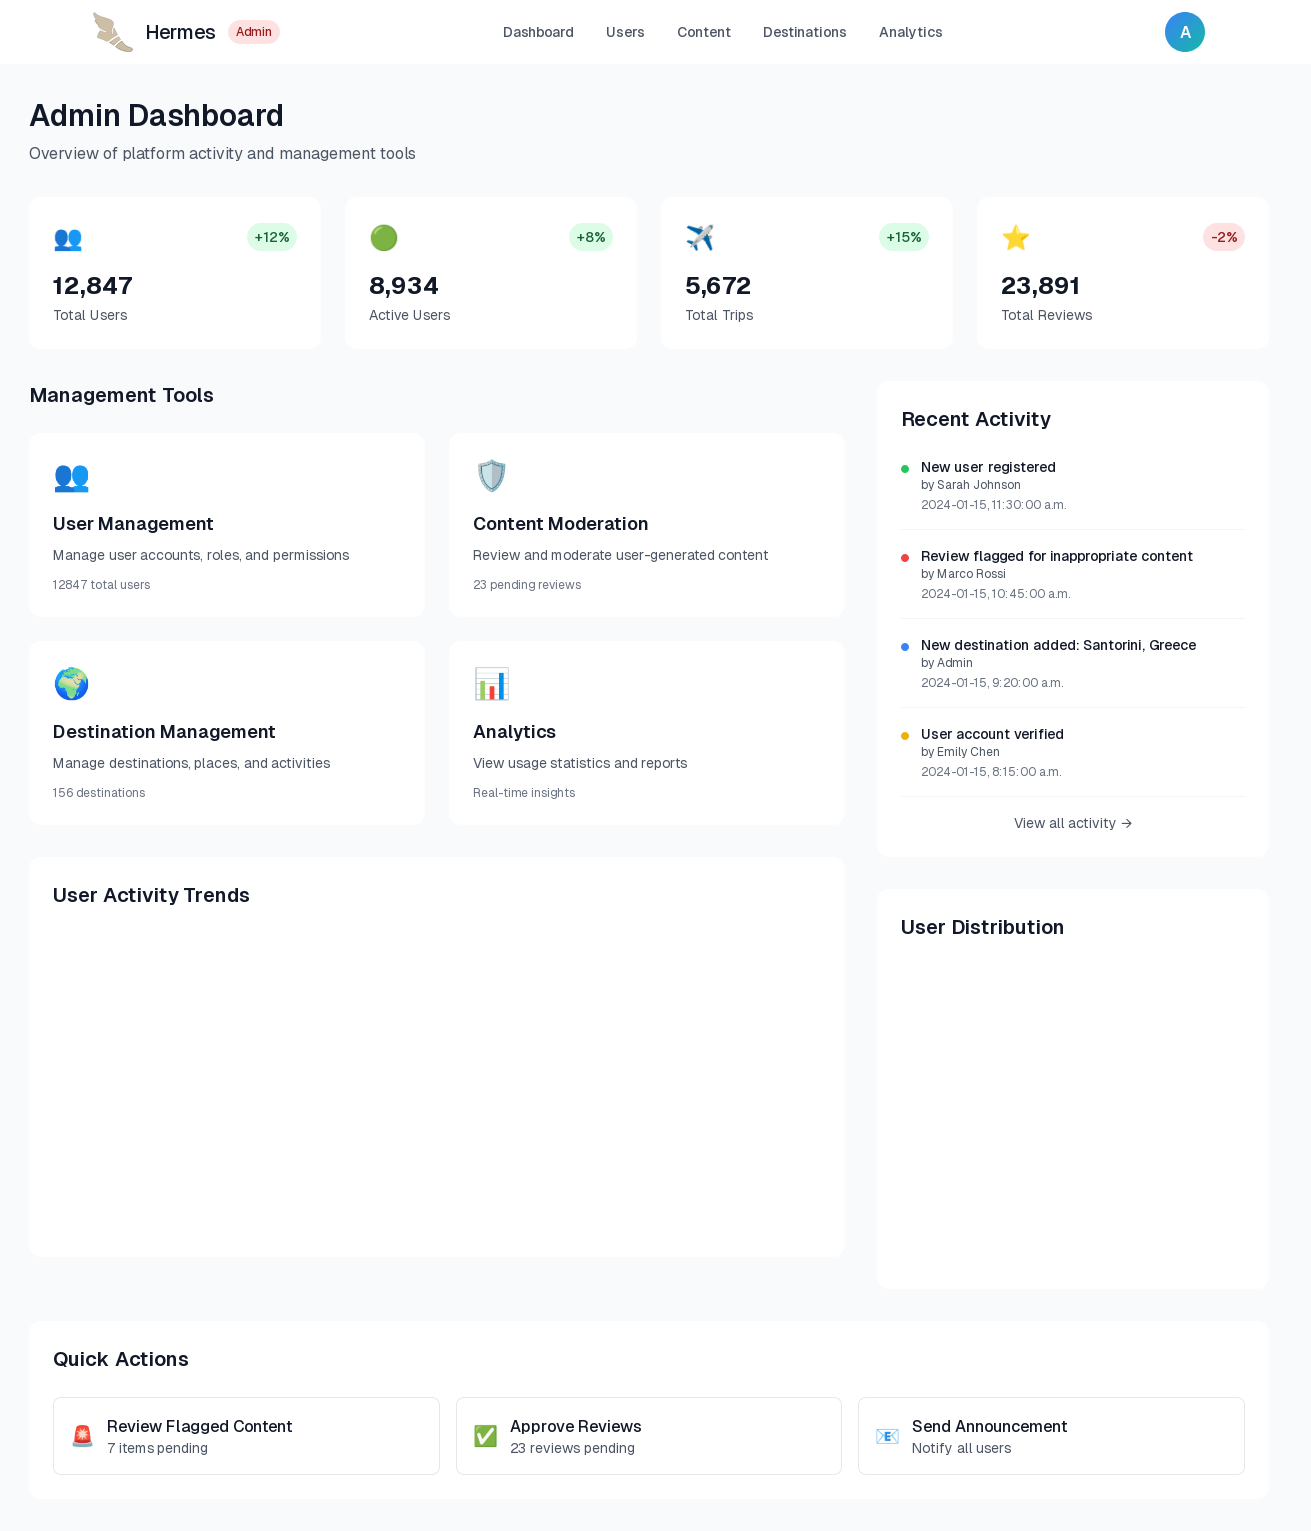 Hermes
Admin
Dashboard
Users
Content
Destinations
Analytics
A
Admin Dashboard
Overview of platform activity and management tools
+12%
12,847
Total Users
+8%
8,934
Active Users
+15%
5,672
Total Trips
-2%
23,891
Total Reviews
Management Tools
User Management
Manage user accounts, roles, and permissions
12847 total users
Content Moderation
Review and moderate user-generated content
23 pending reviews
Destination Management
Manage destinations, places, and activities
156 destinations
Analytics
View usage statistics and reports
Real-time insights
Recent Activity
New user registered
by Sarah Johnson
2024-01-15, 11:30:00 a.m.
Review flagged for inappropriate content
by Marco Rossi
2024-01-15, 10:45:00 a.m.
New destination added: Santorini, Greece
by Admin
2024-01-15, 9:20:00 a.m.
User account verified
by Emily Chen
2024-01-15, 8:15:00 a.m.
View all activity →
User Activity Trends
User Distribution
Quick Actions
Review Flagged Content
7 items pending
Approve Reviews
23 reviews pending
Send Announcement
Notify all users